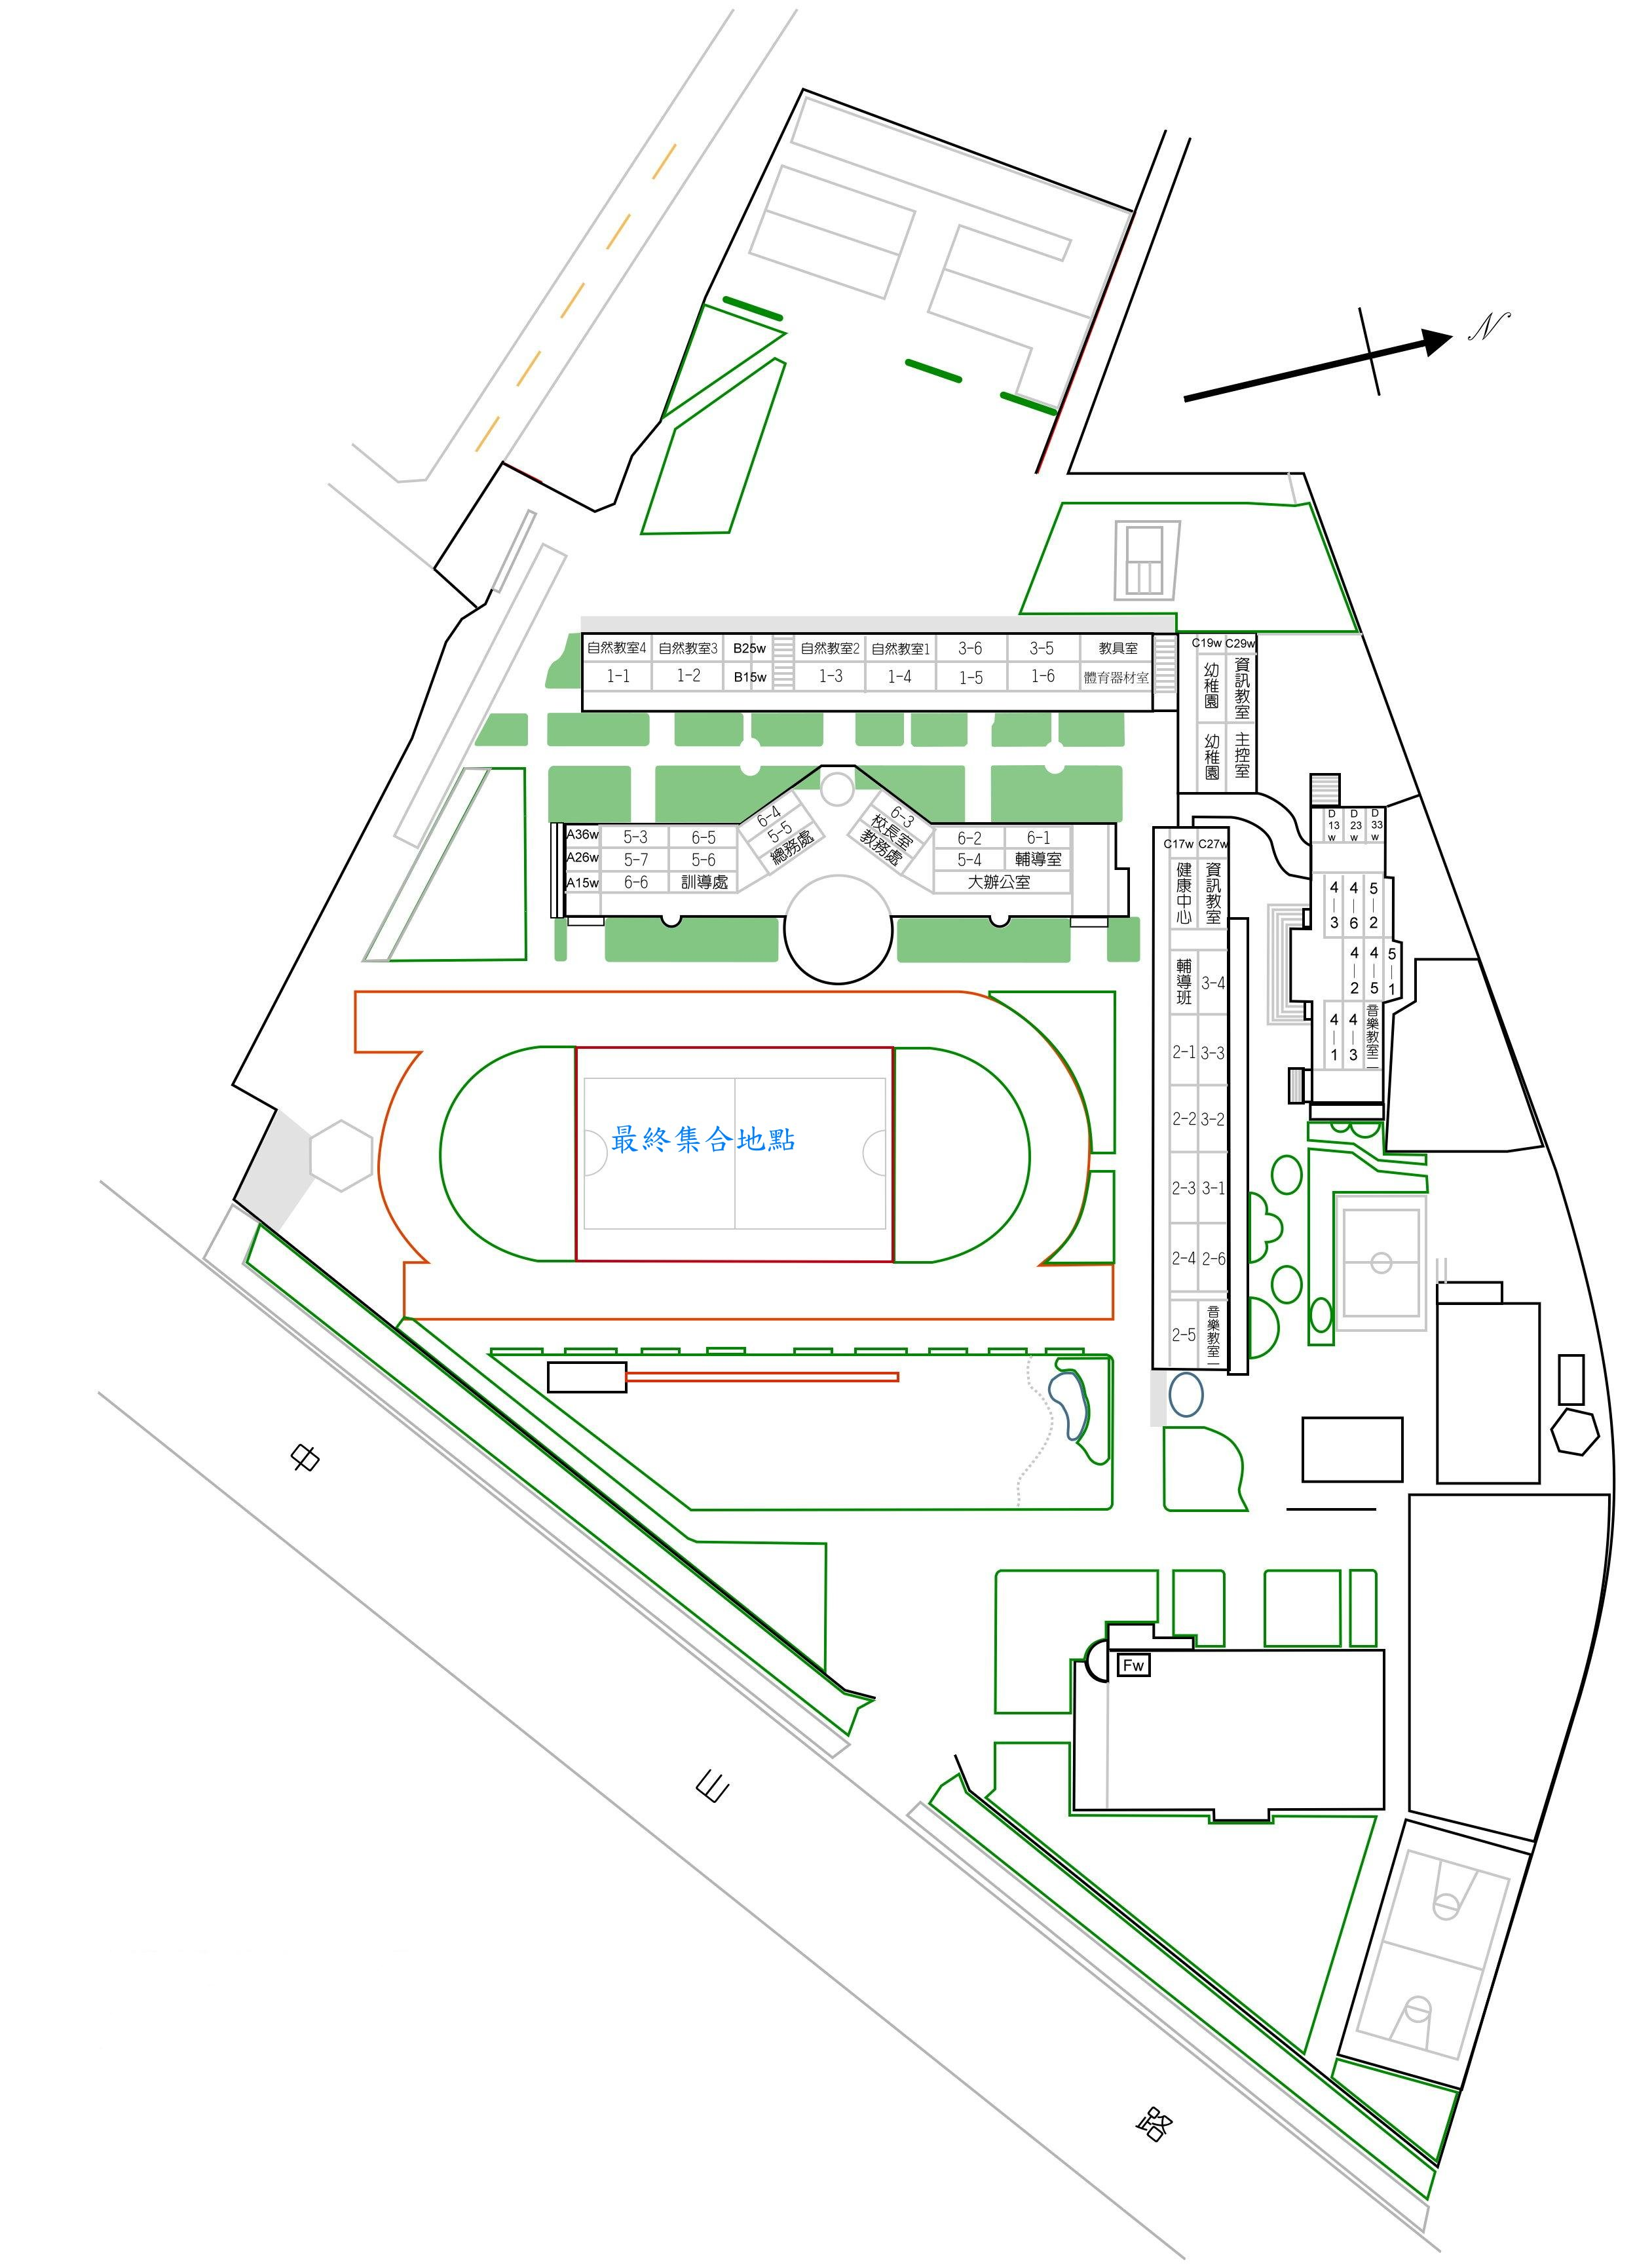 N
自然教室4 自然教室3 B25w 自然教室2 自然教室1 3-6 3-5 教具室
1-1 1-2 B15w 1-3 1-4 1-5 1-6 體育器材室
C19w C29w
幼稚園 資訊教室
幼稚園 主控室
A36w 5-3 6-5
A26w 5-7 5-6
A15w 6-6 訓導處
6-4
5-5
總務處
6-3
校長室
教務處
6-2 6-1
5-4 輔導室
大辦公室
C17w C27w
健康中心 資訊教室
輔導班 3-4
2-1 3-3
2-2 3-2
2-3 3-1
2-4 2-6
2-5 音樂教室一
D13w D23w D33w
4-3 4-6 5-2
4-2 4-5 5-1
4-1 4-3 音樂教室二
最終集合地點
Fw
中山路